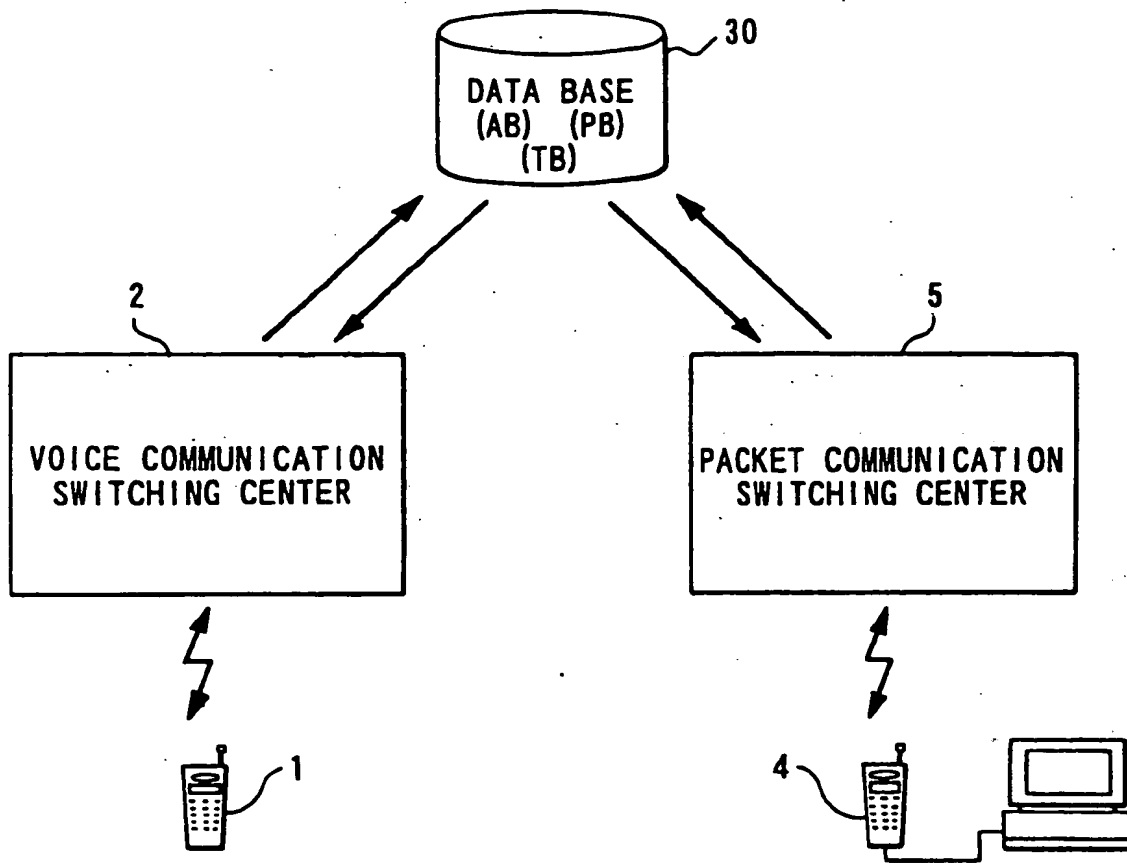 30
DATA BASE
(AB) (PB)
(TB)
2
5
VOICE COMMUNICATION
SWITCHING CENTER
PACKET COMMUNICATION
SWITCHING CENTER
1
4